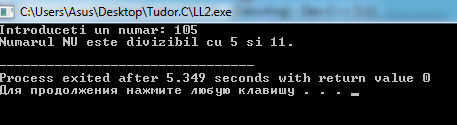 C:\Users\Asus\Desktop\Tudor.C\LL2.exe
Introduceti un numar: 105
Numarul NU este divizibil cu 5 si 11.
--------------------------------
Process exited after 5.349 seconds with return value 0
Для продолжения нажмите любую клавишу . . .